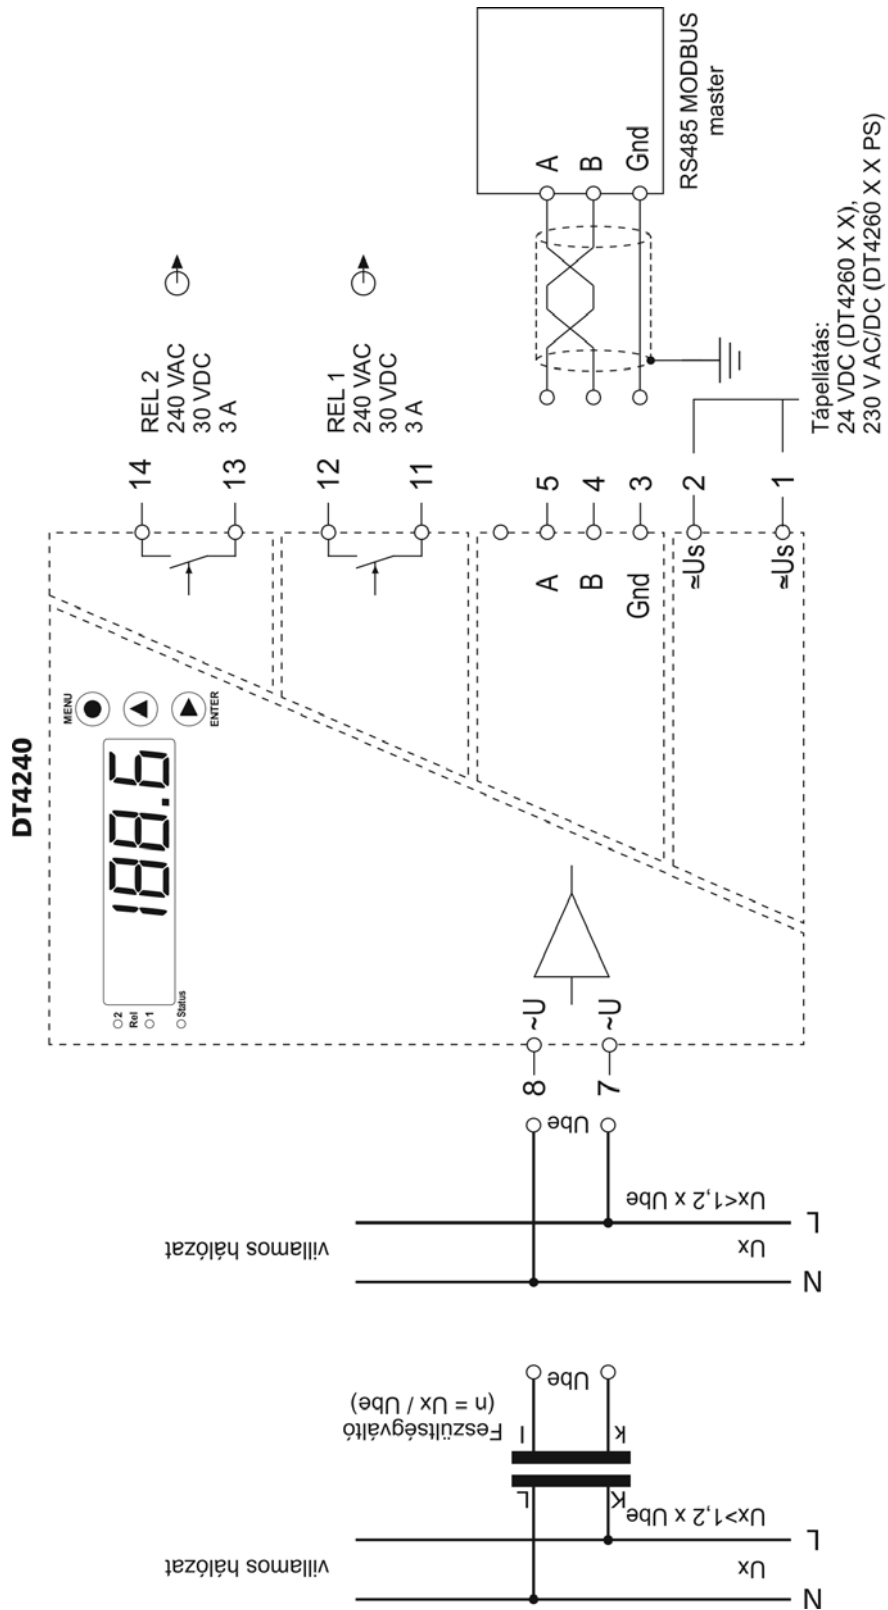 DT4240
MENU
ENTER
188.6
2
Rel
1
Status
14
13
REL 2
240 VAC
30 VDC
3 A
12
11
REL 1
240 VAC
30 VDC
3 A
A
B
Gnd
RS485 MODBUS
master
A
B
Gnd
5
4
3
≃Us
≃Us
2
1
Tápellátás:
24 VDC (DT4260 X X),
230 V AC/DC (DT4260 X X PS)
~U
~U
8
7
Ube
villamos hálózat
Ux<1,2 x Ube
Ux
L
N
Feszültségváltó
(n = Ux / Ube)
Ube
l
K
L
K
villamos hálózat
Ux>1,2 x Ube
Ux
L
N